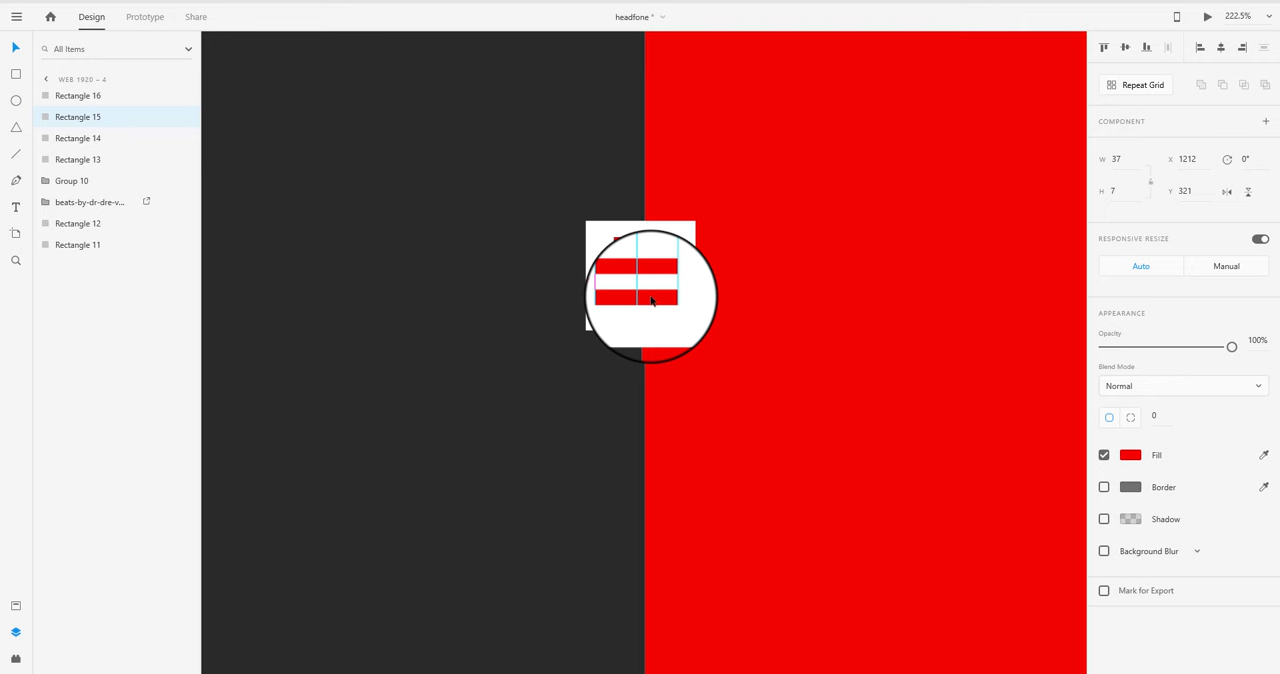 Design Prototype Share headfone * 222.5%
All Items
WEB 1920 – 4
Rectangle 16
Rectangle 15
Rectangle 14
Rectangle 13
Group 10
beats-by-dr-dre-v...
Rectangle 12
Rectangle 11
Repeat Grid
COMPONENT
W 37 X 1212 0°
H 7 Y 321
RESPONSIVE RESIZE
Auto Manual
APPEARANCE
Opacity
100%
Blend Mode
Normal
0
Fill
Border
Shadow
Background Blur
Mark for Export